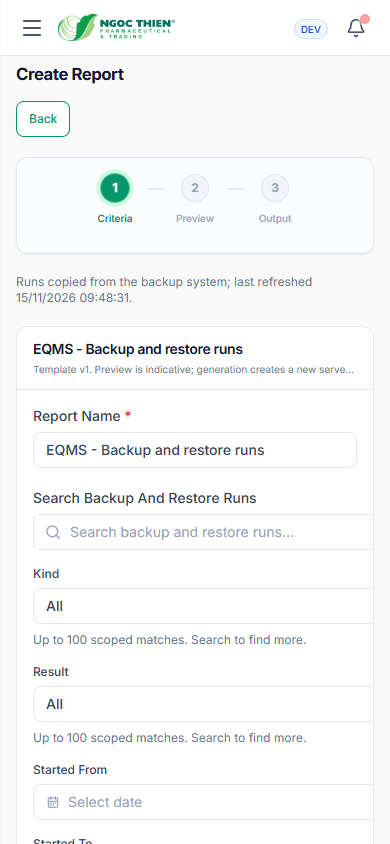 NGOC THIEN®
PHARMACEUTICAL
& TRADING
DEV
Create Report
Back
1
2
3
Criteria
Preview
Output
Runs copied from the backup system; last refreshed
15/11/2026 09:48:31.
EQMS - Backup and restore runs
Template v1. Preview is indicative; generation creates a new serve...
Report Name *
EQMS - Backup and restore runs
Search Backup And Restore Runs
Search backup and restore runs...
Kind
All
Up to 100 scoped matches. Search to find more.
Result
All
Up to 100 scoped matches. Search to find more.
Started From
Select date
Started To